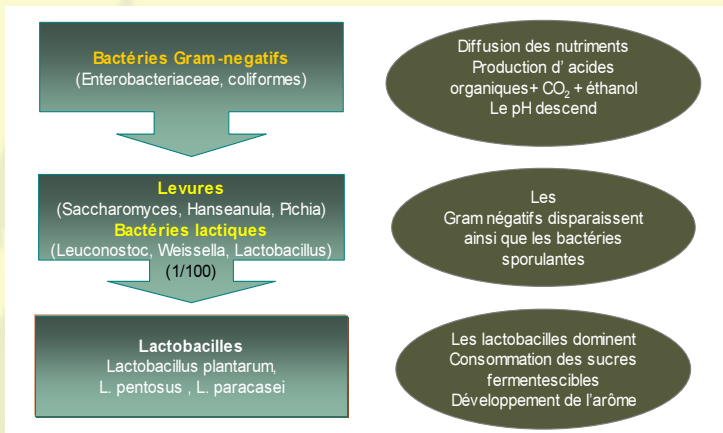 Bactéries Gram-negatifs
(Enterobacteriaceae, coliformes)
Diffusion des nutriments
Production d' acides
organiques+ CO₂ + éthanol
Le pH descend
Levures
(Saccharomyces, Hanseanula, Pichia)
Bactéries lactiques
(Leuconostoc, Weissella, Lactobacillus)
(1/100)
Les
Gram négatifs disparaissent
ainsi que les bactéries
sporulantes
Lactobacilles
Lactobacillus plantarum,
L. pentosus , L. paracasei
Les lactobacilles dominent
Consommation des sucres
fermentescibles
Développement de l'arôme